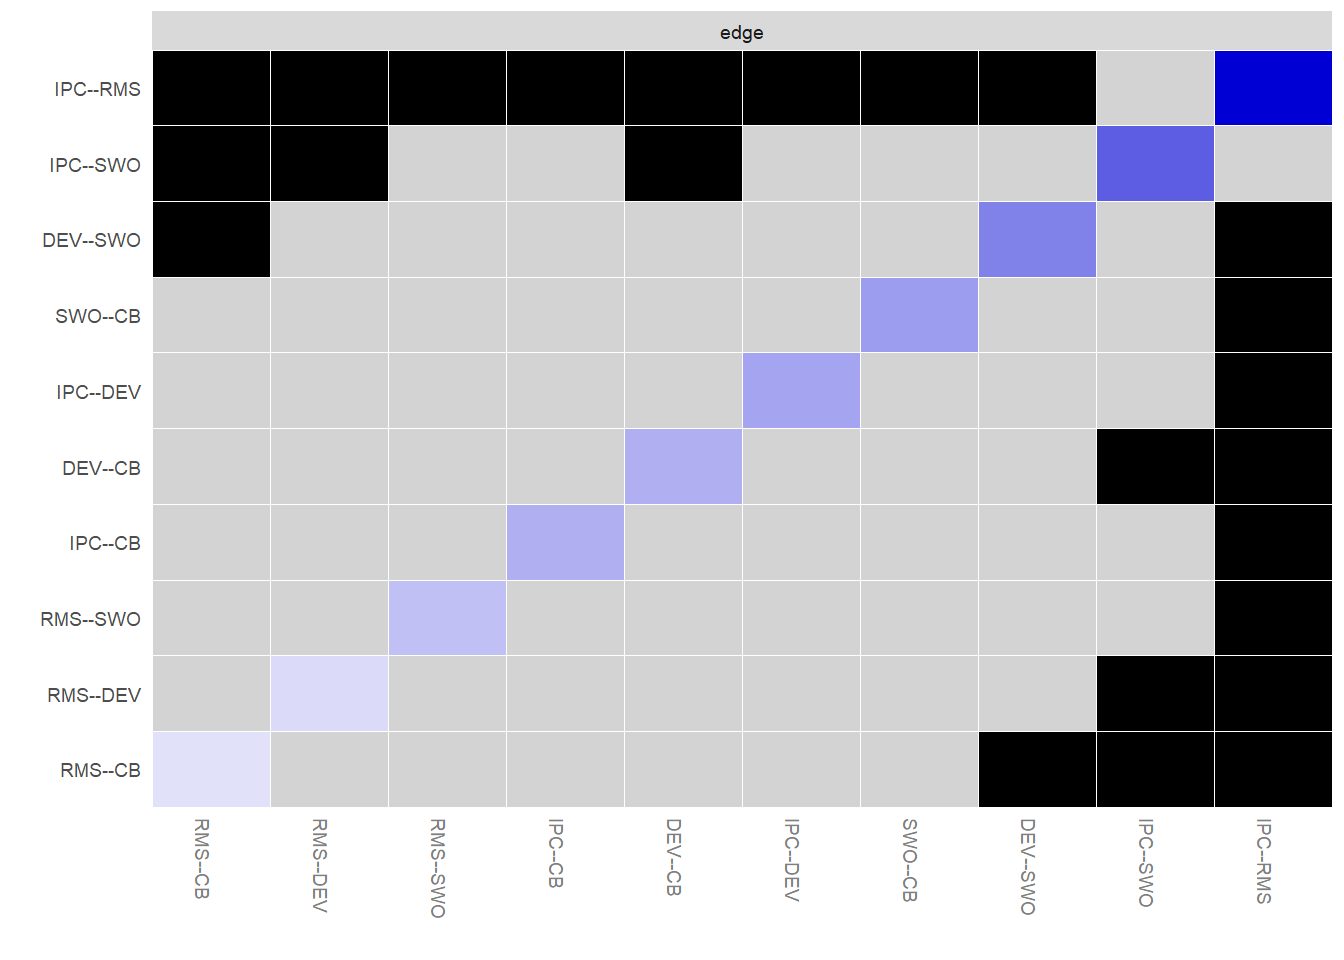 edge
IPC--RMS
IPC--SWO
DEV--SWO
SWO--CB
IPC--DEV
DEV--CB
IPC--CB
RMS--SWO
RMS--DEV
RMS--CB
RMS--CB
RMS--DEV
RMS--SWO
IPC--CB
DEV--CB
IPC--DEV
SWO--CB
DEV--SWO
IPC--SWO
IPC--RMS